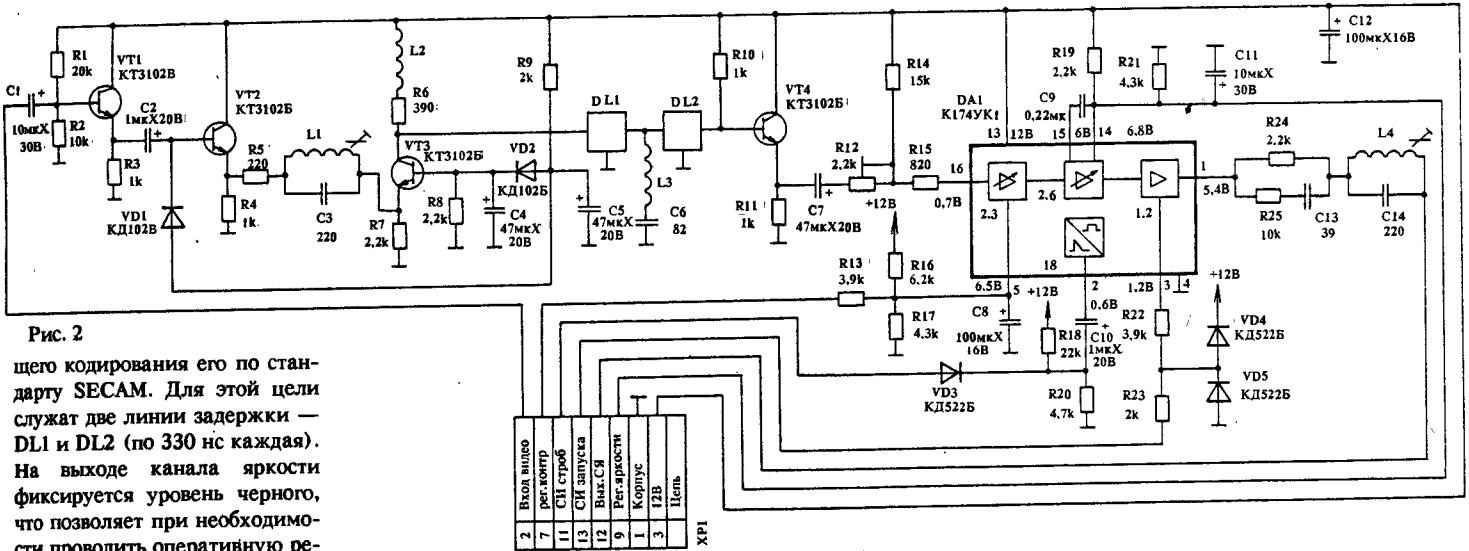 R1
20k
VT1
КТ3102В
C1
+
10мкХ
30В
R2
10k
C2
1мкХ20В
+
R3
1k
VD1
КД102В
VT2
КТ3102Б
R5
220
R4
1k
L1
C3
220
L2
R6
390
VT3
КТ3102Б
R7
2,2k
R8
2,2k
VD2
КД102Б
C4
47мкХ
20В
R9
2k
C5
47мкХ
20В
DL1
DL2
L3
C6
82
R10
1k
VT4
КТ3102Б
R11
1k
C7
47мкХ20В
R12
2,2k
R14
15k
R15
820
+12В
16
0,7В
R13
3,9k
R16
6,2k
R17
4,3k
DA1
К174УК1
13
12В
15
6В
14
6,8В
C9
0,22мк
R19
2,2k
R21
4,3k
C11
10мкХ
30В
C12
100мкХ16В
2.3
2.6
1.2
18
6.5В
5
2
0,6В
1,2В
3
4
1
5,4В
C8
100мкХ
16В
+12В
R18
22k
C10
1мкХ
20В
R20
4,7k
VD3
КД522Б
R22
3,9k
R23
2k
+12В
VD4
КД522Б
VD5
КД522Б
R24
2,2k
R25
10k
C13
39
L4
C14
220
Рис. 2
щего кодирования его по стан-
дарту SECAM. Для этой цели
служат две линии задержки —
DL1 и DL2 (по 330 нс каждая).
На выходе канала яркости
фиксируется уровень черного,
что позволяет при необходимо-
сти проводить оперативную ре-
2 Вход видео
7 рег.контр
11 СИ строб
13 СИ запуска
12 Вых.СЯ
9 Рег.яркости
1 Корпус
3 12В
Цепь
XP1